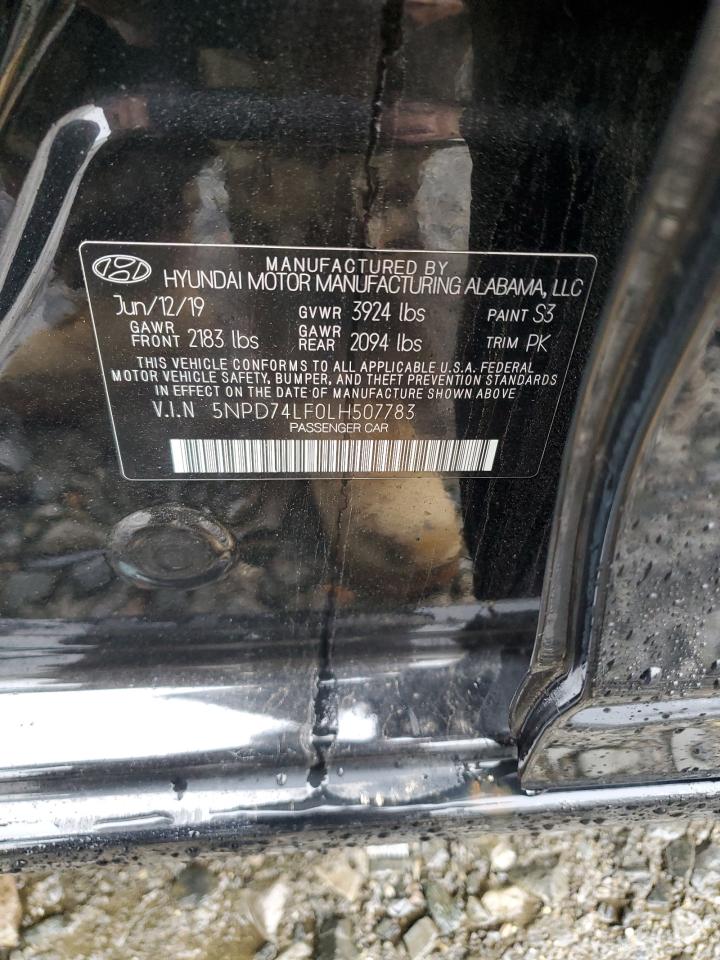 MANUFACTURED BY
HYUNDAI MOTOR MANUFACTURING ALABAMA, LLC
Jun/12/19 GVWR 3924 lbs PAINT S3
GAWR FRONT 2183 lbs GAWR REAR 2094 lbs TRIM PK
THIS VEHICLE CONFORMS TO ALL APPLICABLE U.S.A. FEDERAL
MOTOR VEHICLE SAFETY, BUMPER, AND THEFT PREVENTION STANDARDS
IN EFFECT ON THE DATE OF MANUFACTURE SHOWN ABOVE
V.I.N 5NPD74LF0LH507783
PASSENGER CAR